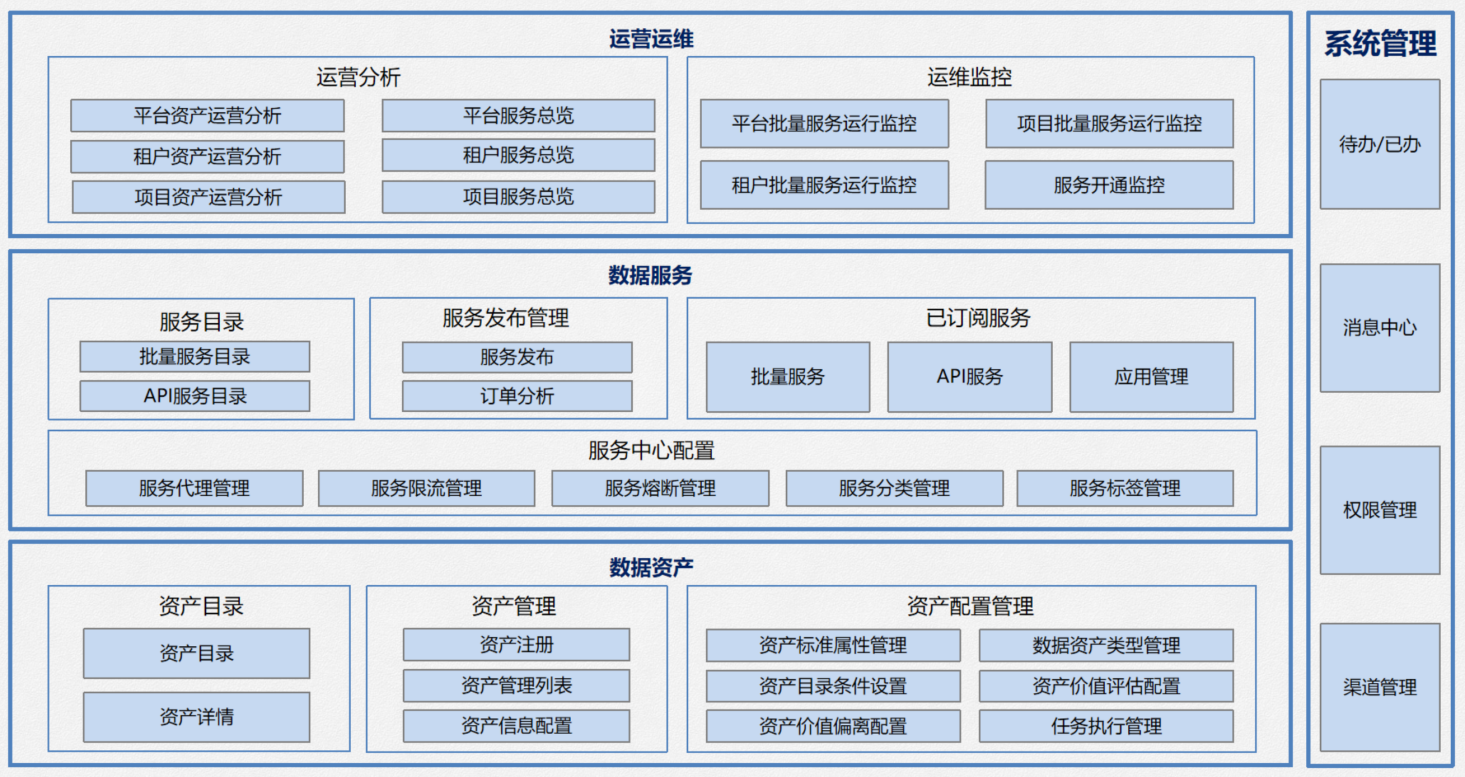 运营运维
运营分析
平台资产运营分析
平台服务总览
租户资产运营分析
租户服务总览
项目资产运营分析
项目服务总览
运维监控
平台批量服务运行监控
项目批量服务运行监控
租户批量服务运行监控
服务开通监控
数据服务
服务目录
批量服务目录
API服务目录
服务发布管理
服务发布
订单分析
已订阅服务
批量服务
API服务
应用管理
服务中心配置
服务代理管理
服务限流管理
服务熔断管理
服务分类管理
服务标签管理
数据资产
资产目录
资产目录
资产详情
资产管理
资产注册
资产管理列表
资产信息配置
资产配置管理
资产标准属性管理
数据资产类型管理
资产目录条件设置
资产价值评估配置
资产价值偏离配置
任务执行管理
系统管理
待办/已办
消息中心
权限管理
渠道管理